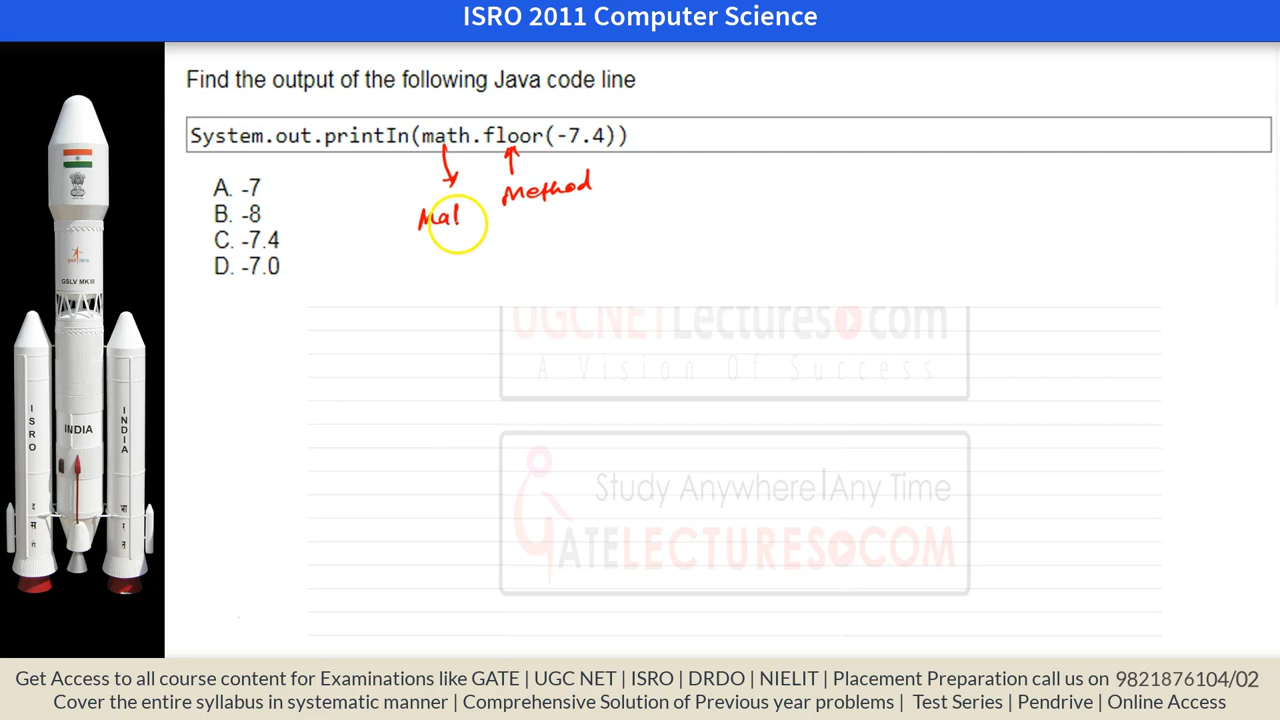 ISRO 2011 Computer Science
Find the output of the following Java code line
System.out.printIn(math.floor(-7.4))
Method
Mal
A. -7
B. -8
C. -7.4
D. -7.0
GSLV MK III
ISRO
INDIA
INDIA
UGCNETLectures.com
A Vision Of Success
Study Anywhere|Any Time
GATELECTURES.COM
Get Access to all course content for Examinations like GATE | UGC NET | ISRO | DRDO | NIELIT | Placement Preparation call us on 9821876104/02
Cover the entire syllabus in systematic manner | Comprehensive Solution of Previous year problems | Test Series | Pendrive | Online Access